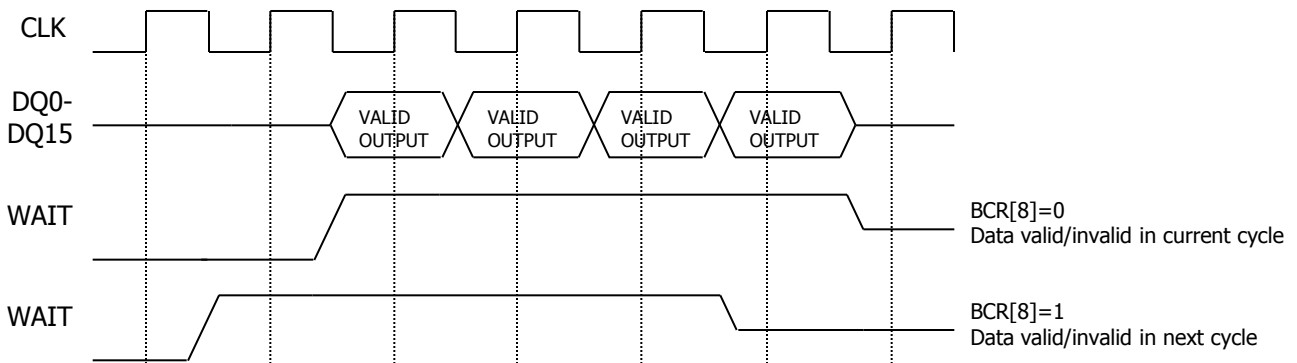 CLK
DQ0-
DQ15
VALID
OUTPUT
VALID
OUTPUT
VALID
OUTPUT
VALID
OUTPUT
WAIT
BCR[8]=0
Data valid/invalid in current cycle
WAIT
BCR[8]=1
Data valid/invalid in next cycle